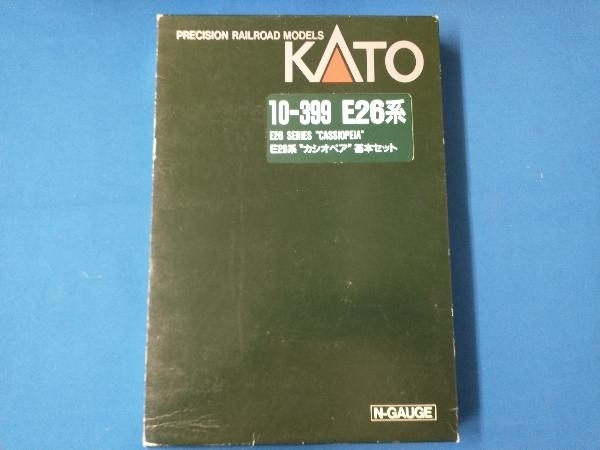 PRECISION RAILROAD MODELS
KATO
10-399 E26系
E26 SERIES "CASSIOPEIA"
E26系 "カシオペア" 基本セット
N-GAUGE